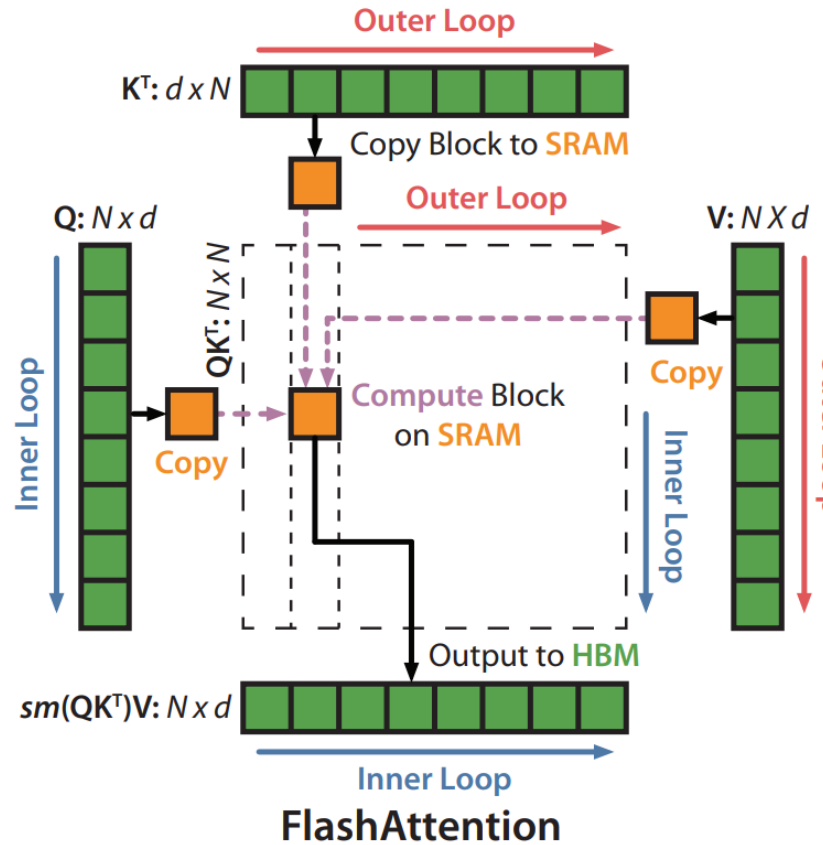 Outer Loop
Kᵀ: d x N
Copy Block to SRAM
Outer Loop
Q: N x d
V: N X d
QKᵀ: N x N
Copy
Inner Loop
Copy
Compute Block
on SRAM
Inner Loop
Output to HBM
sm(QKᵀ)V: N x d
Inner Loop
FlashAttention